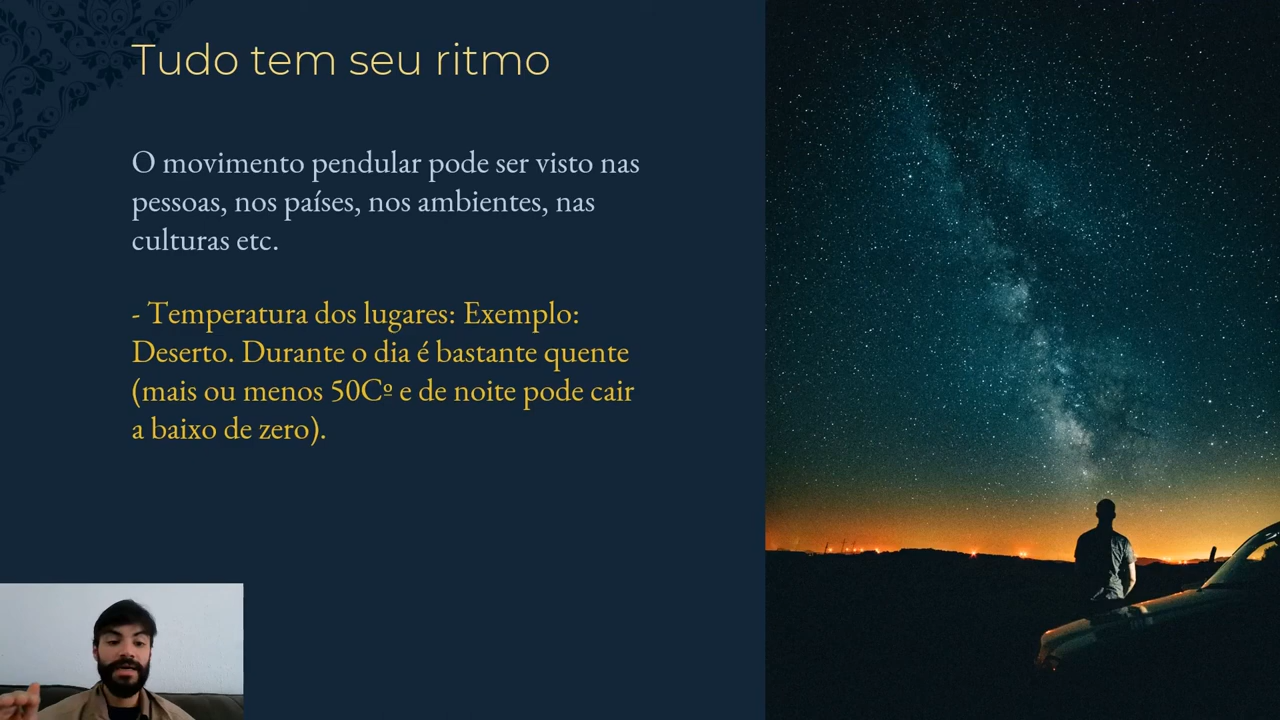 Tudo tem seu ritmo
O movimento pendular pode ser visto nas
pessoas, nos países, nos ambientes, nas
culturas etc.
- Temperatura dos lugares: Exemplo:
Deserto. Durante o dia é bastante quente
(mais ou menos 50Cº e de noite pode cair
a baixo de zero).